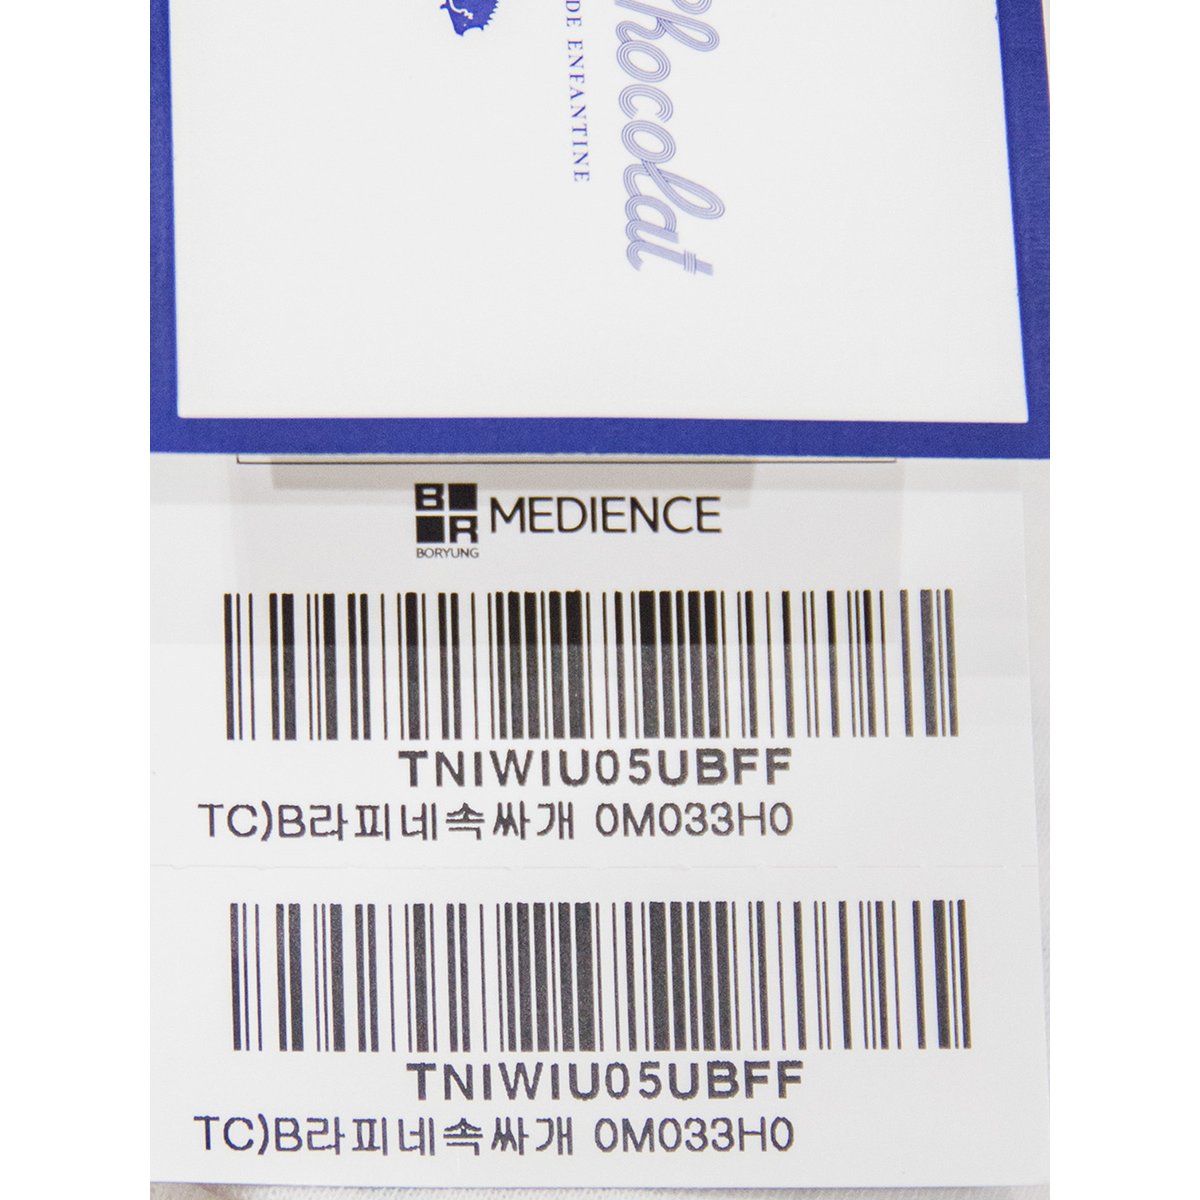 hocolat
DE ENFANTINE
B
R
BORYUNG
MEDIENCE
TNIWIU05UBFF
TC)B라피네속싸개 0M033H0
TNIWIU05UBFF
TC)B라피네속싸개 0M033H0